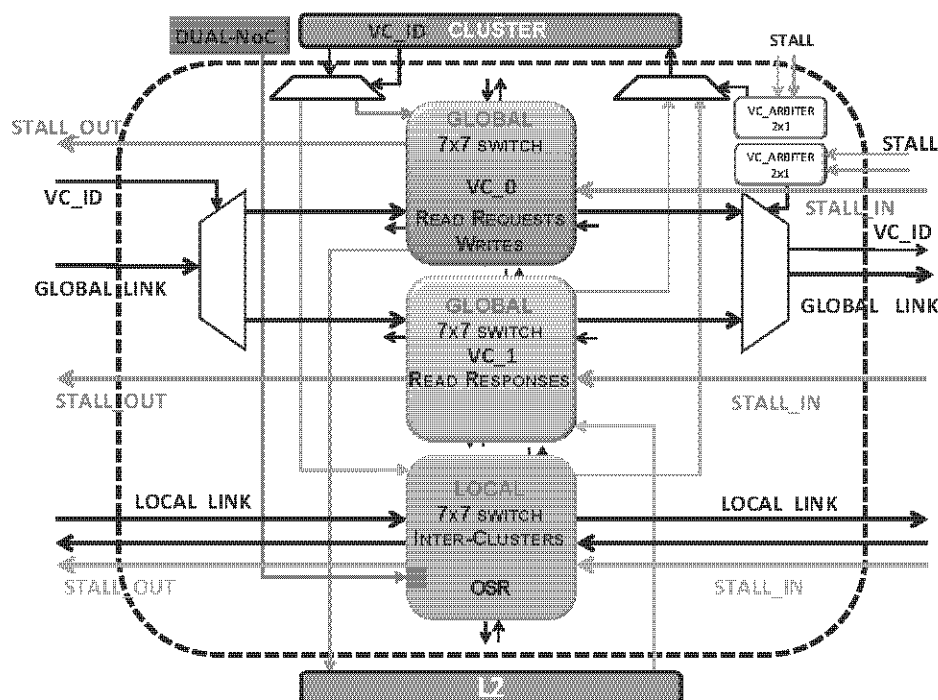 DUAL-NoC
VC_ID
CLUSTER
STALL
VC_ARBITER
2x1
STALL_OUT
GLOBAL
7x7 SWITCH
VC_0
READ REQUESTS
WRITES
VC_ARBITER
2x1
STALL
VC_ID
STALL_IN
VC_ID
GLOBAL LINK
GLOBAL LINK
GLOBAL
7x7 SWITCH
VC_1
READ RESPONSES
STALL_OUT
STALL_IN
LOCAL LINK
LOCAL
7x7 SWITCH
INTER-CLUSTERS
OSR
LOCAL LINK
STALL_OUT
STALL_IN
L2